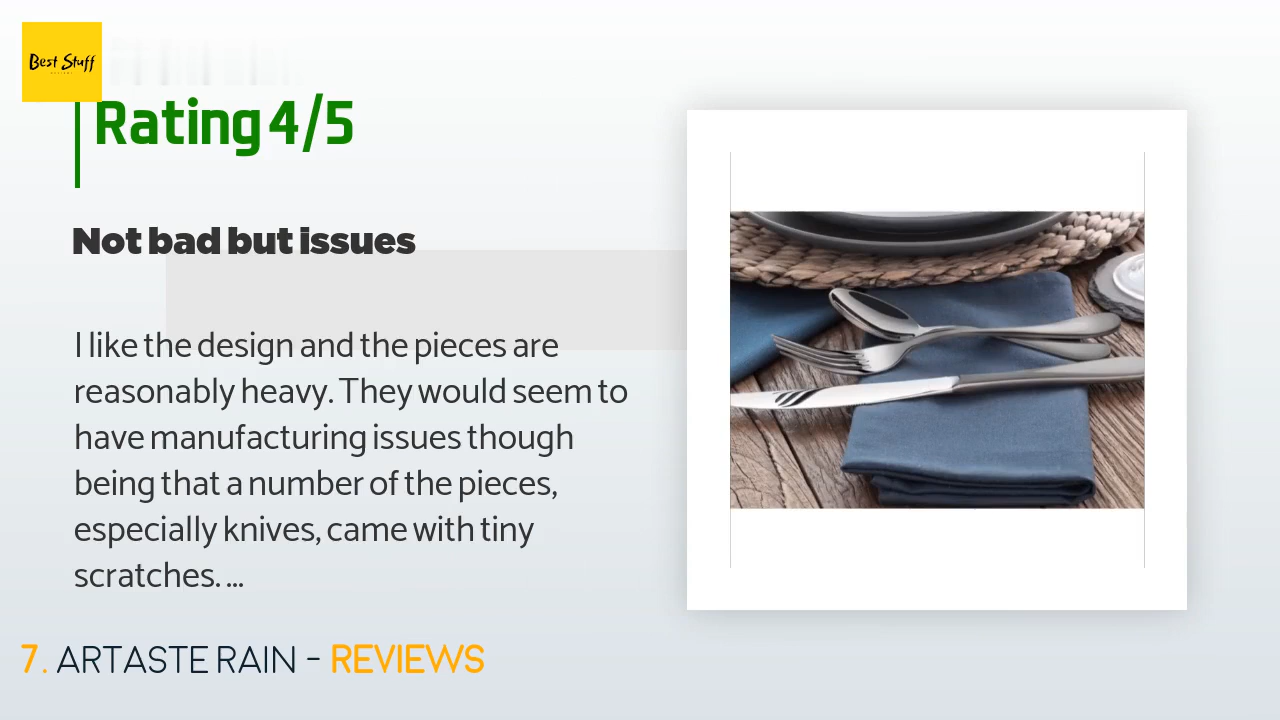 Best Stuff
Rating 4/5
Not bad but issues
I like the design and the pieces are
reasonably heavy. They would seem to
have manufacturing issues though
being that a number of the pieces,
especially knives, came with tiny
scratches. ...
7. ARTASTE RAIN - REVIEWS